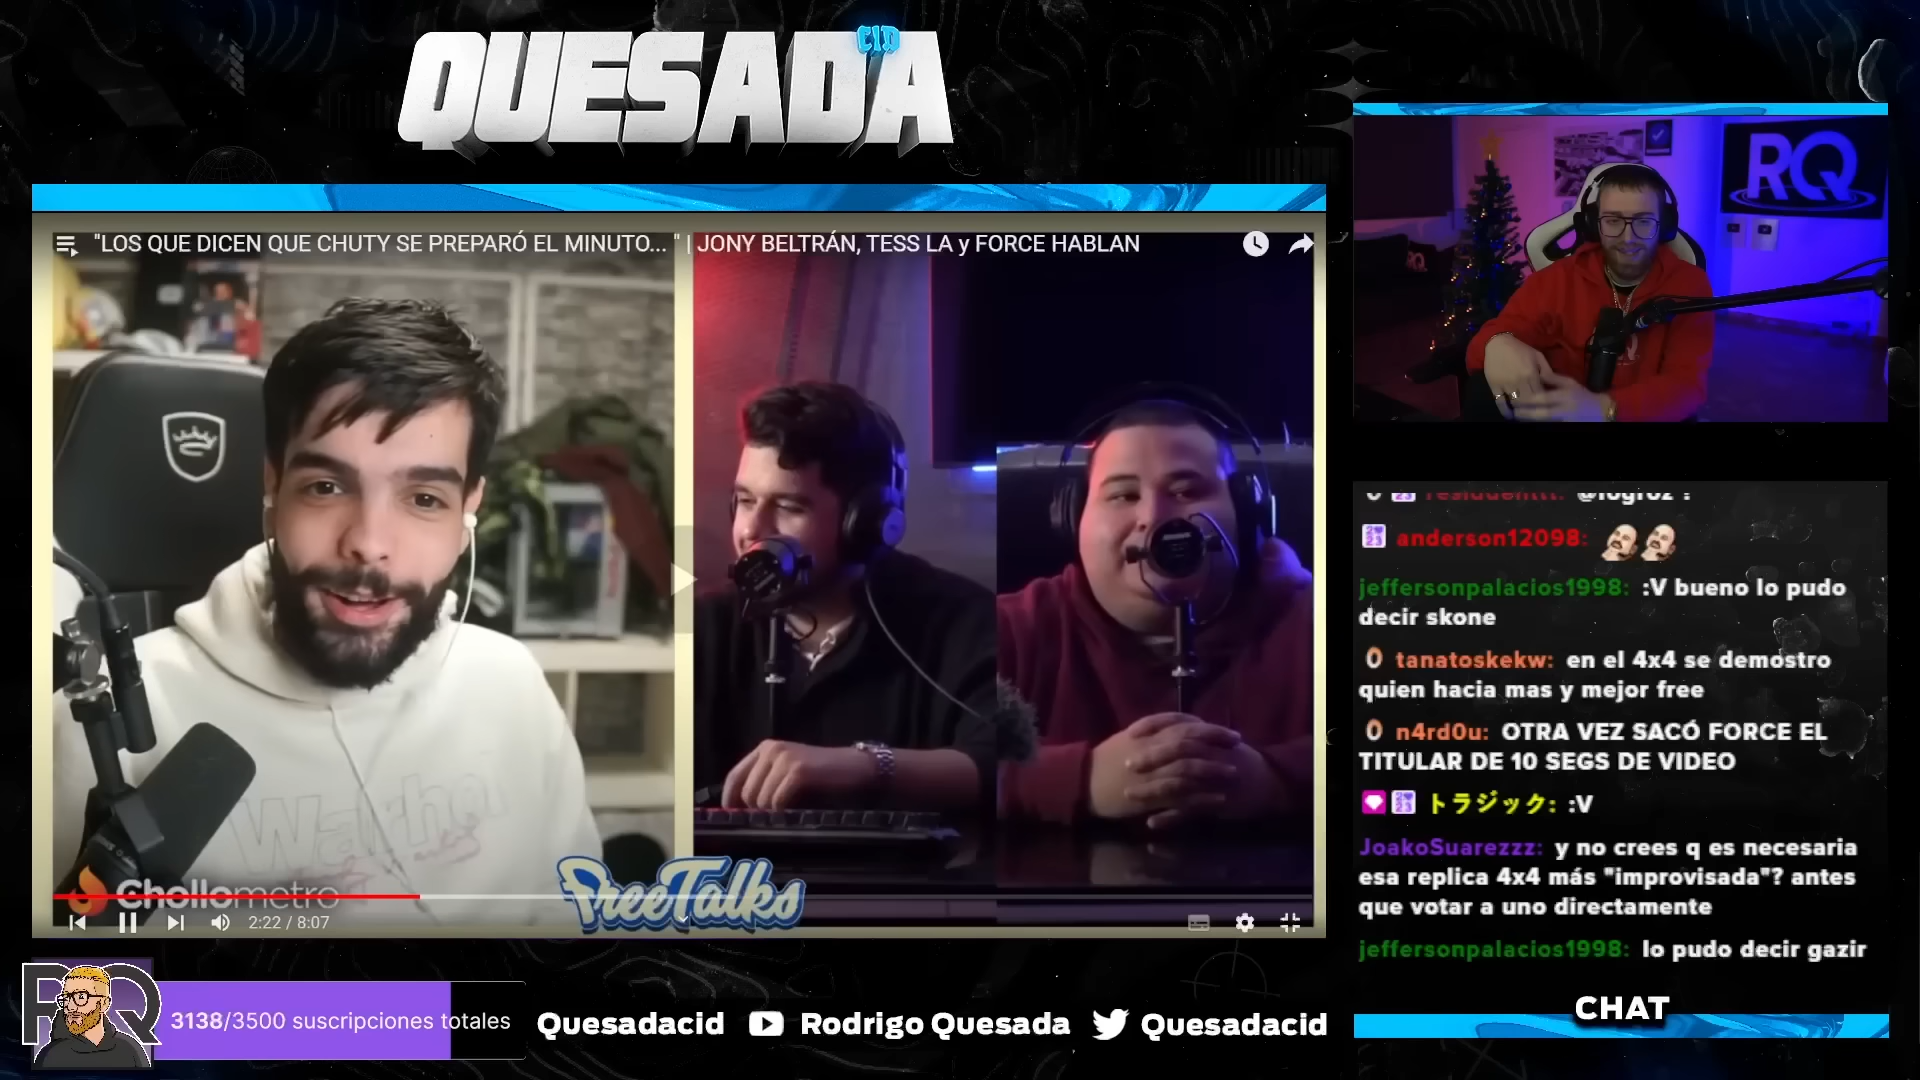 QUESADA
CID
"LOS QUE DICEN QUE CHUTY SE PREPARÓ EL MINUTO... " | JONY BELTRÁN, TESS LA y FORCE HABLAN
RQ
Warhol
Chollometro
FreeTalks
2:22 / 8:07
anderson12098:
jeffersonpalacios1998: :V bueno lo pudo
decir skone
tanatoskekw: en el 4x4 se demostro
quien hacia mas y mejor free
n4rd0u: OTRA VEZ SACÓ FORCE EL
TITULAR DE 10 SEGS DE VIDEO
トラジック: :V
JoakoSuarezzz: y no crees q es necesaria
esa replica 4x4 más "improvisada"? antes
que votar a uno directamente
jeffersonpalacios1998: lo pudo decir gazir
CHAT
RQ
3138/3500 suscripciones totales
Quesadacid
Rodrigo Quesada
Quesadacid